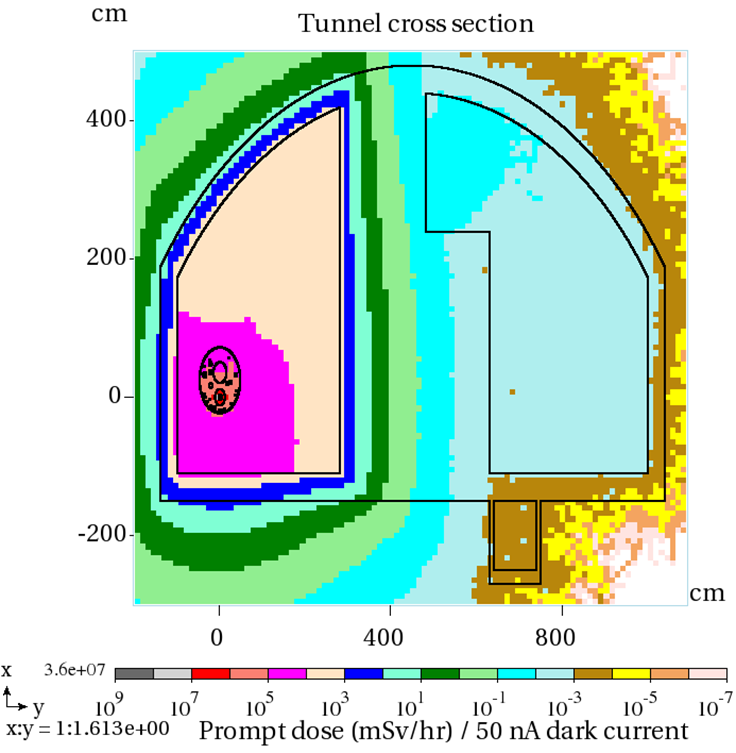 cm
Tunnel cross section
400
200
0
-200
cm
0 400 800
x 3.6e+07
10^9 10^7 10^5 10^3 10^1 10^-1 10^-3 10^-5 10^-7
y
x:y = 1:1.613e+00 Prompt dose (mSv/hr) / 50 nA dark current